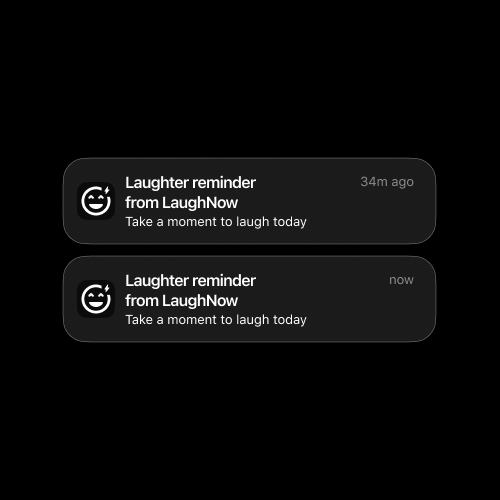 Laughter reminder 34m ago
from LaughNow
Take a moment to laugh today
Laughter reminder now
from LaughNow
Take a moment to laugh today